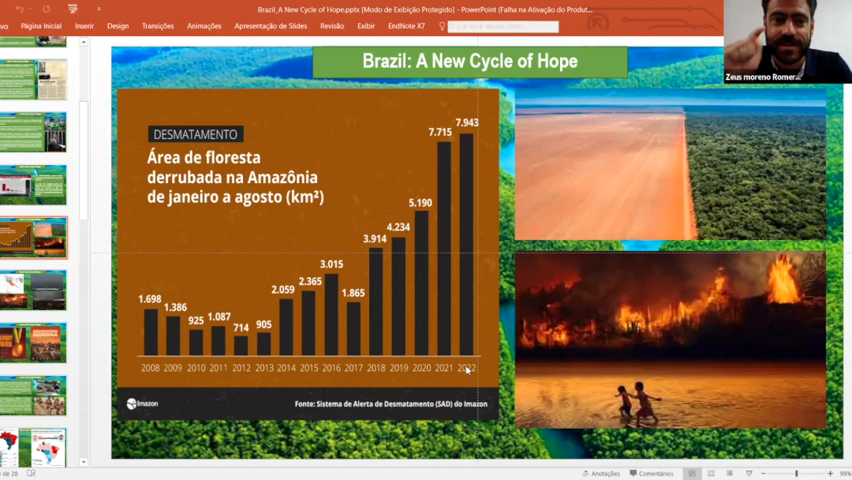 Brazil_A New Cycle of Hope.pptx [Modo de Exibição Protegido] - PowerPoint (Falha na Ativação do Produt...
Página Inicial Inserir Design Transições Animações Apresentação de Slides Revisão Exibir EndNote X7
Zeus moreno Romer...
Brazil: A New Cycle of Hope
DESMATAMENTO
Área de floresta
derrubada na Amazônia
de janeiro a agosto (km²)
1.698 1.386 925 1.087 714 905 2.059 2.365 3.015 1.865 3.914 4.234 5.190 7.715 7.943
2008 2009 2010 2011 2012 2013 2014 2015 2016 2017 2018 2019 2020 2021 2022
Imazon
Fonte: Sistema de Alerta de Desmatamento (SAD) do Imazon
de 28
Anotações Comentários 99%